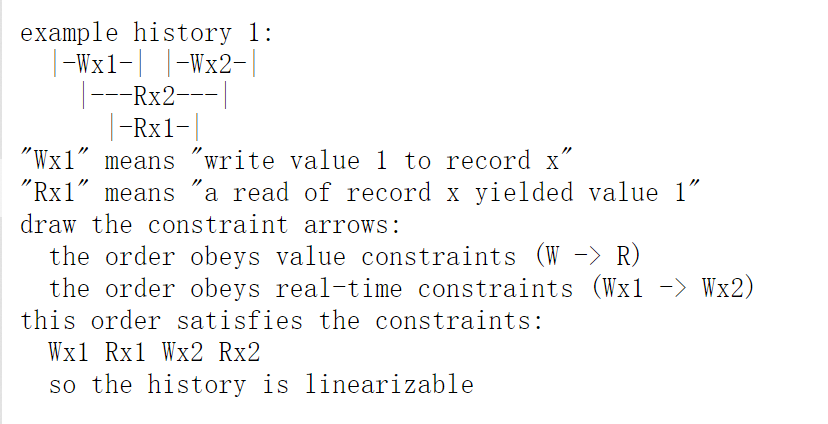 example history 1:
|-Wx1-| |-Wx2-|
|---Rx2---|
|-Rx1-|
"Wx1" means "write value 1 to record x"
"Rx1" means "a read of record x yielded value 1"
draw the constraint arrows:
the order obeys value constraints (W -> R)
the order obeys real-time constraints (Wx1 -> Wx2)
this order satisfies the constraints:
Wx1 Rx1 Wx2 Rx2
so the history is linearizable